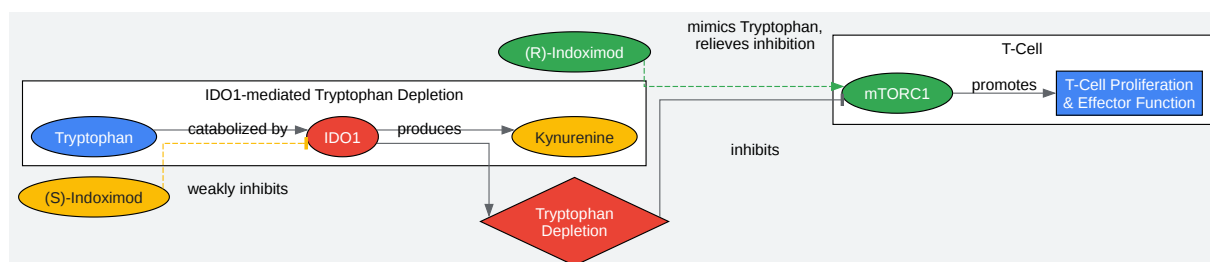 mimics Tryptophan,
relieves inhibition
(R)-Indoximod
T-Cell
IDO1-mediated Tryptophan Depletion
mTORC1
promotes
T-Cell Proliferation
& Effector Function
Tryptophan
catabolized by
IDO1
produces
Kynurenine
inhibits
(S)-Indoximod
weakly inhibits
Tryptophan
Depletion